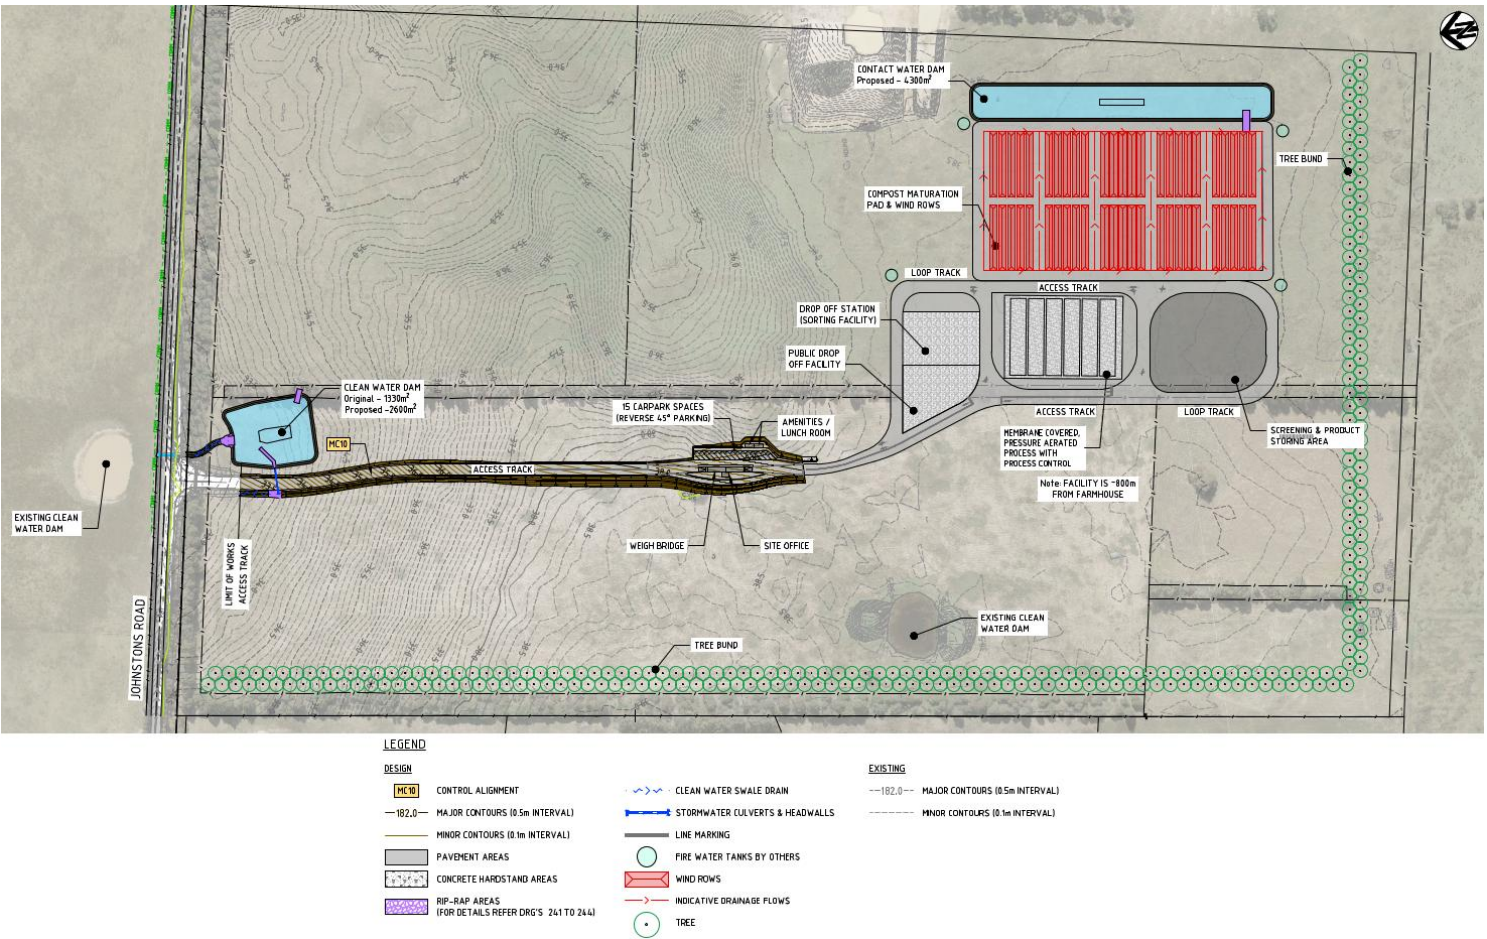 CONTACT WATER DAM
Proposed - 4300m²
TREE BUND
COMPOST MATURATION
PAD & WIND ROWS
LOOP TRACK
ACCESS TRACK
DROP OFF STATION
(SORTING FACILITY)
PUBLIC DROP
OFF FACILITY
CLEAN WATER DAM
Original - 1330m²
Proposed -2600m²
15 CARPARK SPACES
(REVERSE 45° PARKING)
AMENITIES /
LUNCH ROOM
ACCESS TRACK
LOOP TRACK
SCREENING & PRODUCT
STORING AREA
MEMBRANE COVERED,
PRESSURE AERATED
PROCESS WITH
PROCESS CONTROL
Note: FACILITY IS ~800m
FROM FARMHOUSE
MC10
ACCESS TRACK
EXISTING CLEAN
WATER DAM
WEIGH BRIDGE
SITE OFFICE
LIMIT OF WORKS
ACCESS TRACK
JOHNSTONS ROAD
EXISTING CLEAN
WATER DAM
TREE BUND
LEGEND
DESIGN
MC10 CONTROL ALIGNMENT
182.0 MAJOR CONTOURS (0.5m INTERVAL)
MINOR CONTOURS (0.1m INTERVAL)
PAVEMENT AREAS
CONCRETE HARDSTAND AREAS
RIP-RAP AREAS
(FOR DETAILS REFER DRG'S 241 TO 244)
CLEAN WATER SWALE DRAIN
STORMWATER CULVERTS & HEADWALLS
LINE MARKING
FIRE WATER TANKS BY OTHERS
WIND ROWS
INDICATIVE DRAINAGE FLOWS
TREE
EXISTING
182.0 MAJOR CONTOURS (0.5m INTERVAL)
MINOR CONTOURS (0.1m INTERVAL)